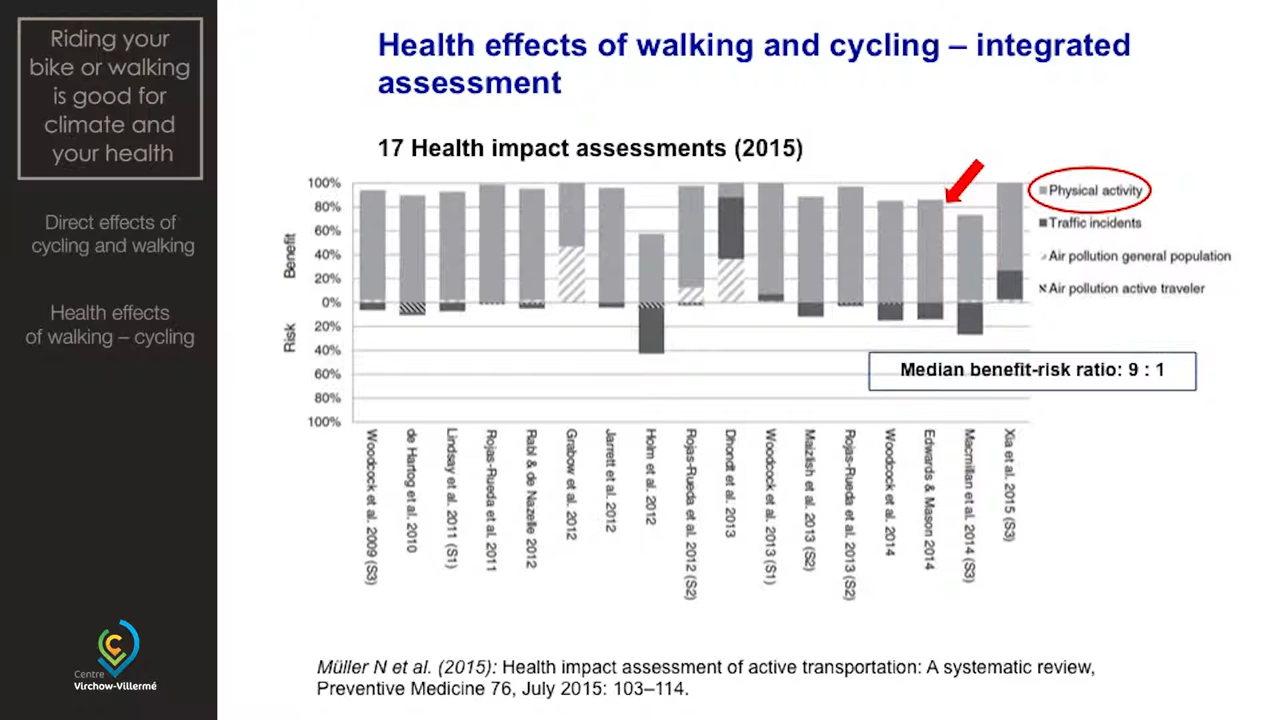 Riding your
bike or walking
is good for
climate and
your health
Direct effects of
cycling and walking
Health effects
of walking – cycling
Centre
Virchow-Villermé
Health effects of walking and cycling – integrated
assessment
17 Health impact assessments (2015)
Benefit
Risk
100%
80%
60%
40%
20%
0%
20%
40%
60%
80%
100%
Physical activity
Traffic incidents
Air pollution general population
Air pollution active traveler
Median benefit-risk ratio: 9 : 1
Woodcock et al. 2009 (S3)
de Hartog et al. 2010
Lindsay et al. 2011 (S1)
Rojas-Rueda et al. 2011
Rabl & de Nazelle 2012
Grabow et al. 2012
Jarrett et al. 2012
Holm et al. 2012
Rojas-Rueda et al. 2012 (S2)
Dhondt et al. 2013
Woodcock et al. 2013 (S1)
Maizlish et al. 2013 (S2)
Rojas-Rueda et al. 2013 (S2)
Woodcock et al. 2014
Edwards & Mason 2014
Macmillan et al. 2014 (S3)
Xia et al. 2015 (S3)
Müller N et al. (2015): Health impact assessment of active transportation: A systematic review,
Preventive Medicine 76, July 2015: 103–114.